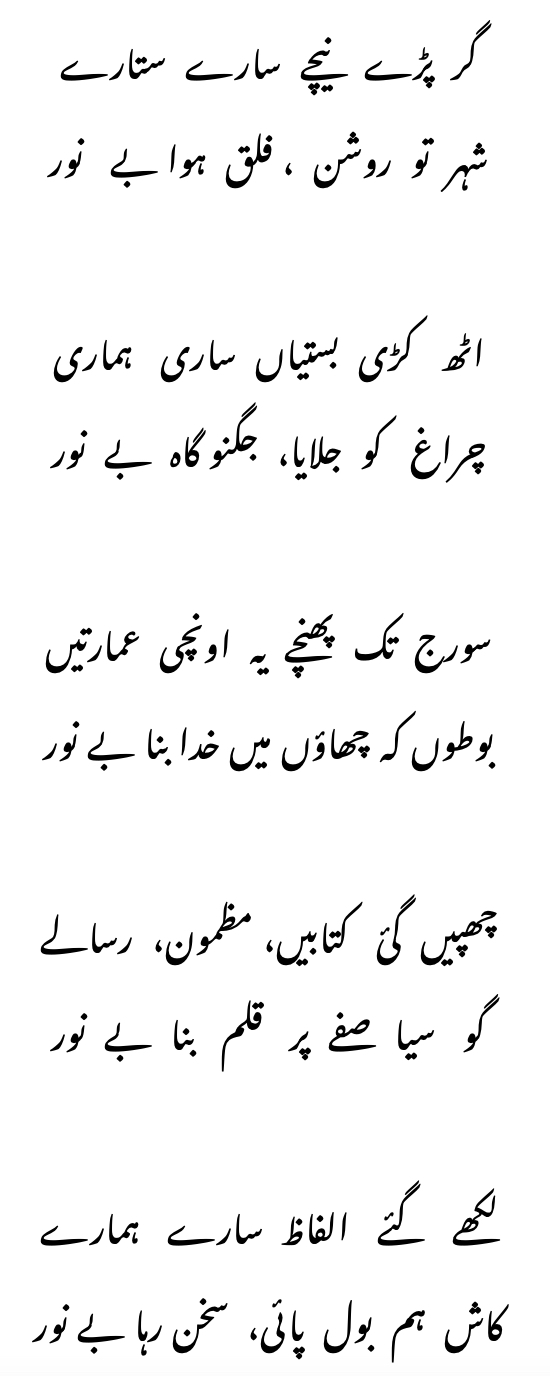 گر پڑے نیچے سارے ستارے
شہر تو روشن ، فلق ہوا بے نور
اٹھ کڑی بستیاں ساری ہماری
چراغ کو جلایا، جگنو گاہ بے نور
سورج تک پھنچے یہ اونچی عمارتیں
بوطوں کہ چھاؤں میں خدا بنا بے نور
چھپیں گئ کتابیں، مظمون، رسالے
گو سیا صفے پر قلم بنا بے نور
لکھے گئے الفاظ سارے ہمارے
کاش ہم بول پائی، سخن رہا بے نور